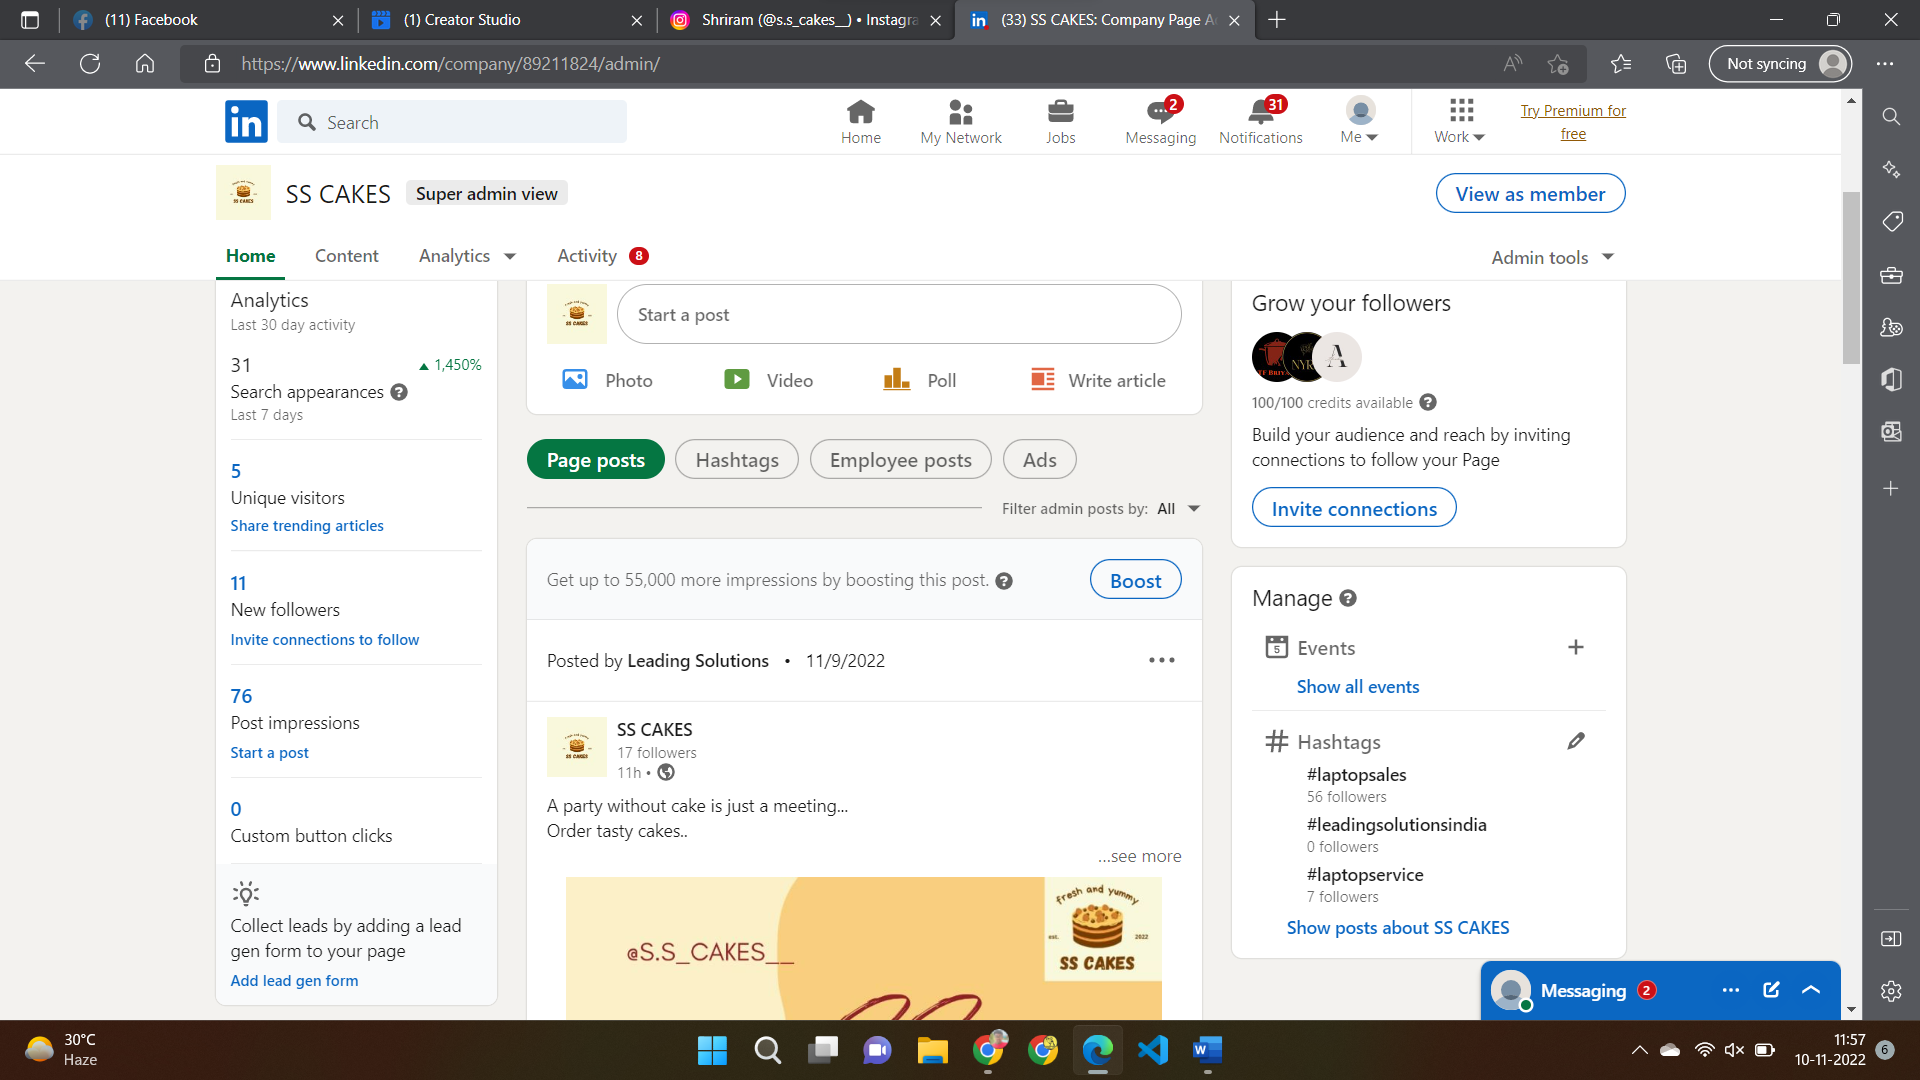 (11) Facebook
(1) Creator Studio
Shriram (@s.s_cakes__) • Instagra
(33) SS CAKES: Company Page A
https://www.linkedin.com/company/89211824/admin/
Not syncing
in
Search
Home
My Network
Jobs
2
Messaging
31
Notifications
Me
Work
Try Premium for
free
SS CAKES
Super admin view
View as member
Home
Content
Analytics
Activity
8
Admin tools
Analytics
Last 30 day activity
31
1,450%
Search appearances
Last 7 days
5
Unique visitors
Share trending articles
11
New followers
Invite connections to follow
76
Post impressions
Start a post
0
Custom button clicks
Collect leads by adding a lead
gen form to your page
Add lead gen form
SS CAKES
Start a post
Photo
Video
Poll
Write article
Page posts
Hashtags
Employee posts
Ads
Filter admin posts by: All
Get up to 55,000 more impressions by boosting this post.
Boost
Posted by Leading Solutions • 11/9/2022
SS CAKES
17 followers
11h •
A party without cake is just a meeting...
Order tasty cakes..
...see more
@S.S_CAKES__
fresh and yummy
est.
2022
SS CAKES
Grow your followers
A
100/100 credits available
Build your audience and reach by inviting
connections to follow your Page
Invite connections
Manage
5
Events
Show all events
Hashtags
#laptopsales
56 followers
#leadingsolutionsindia
0 followers
#laptopservice
7 followers
Show posts about SS CAKES
Messaging
2
30°C
Haze
11:57
10-11-2022
6